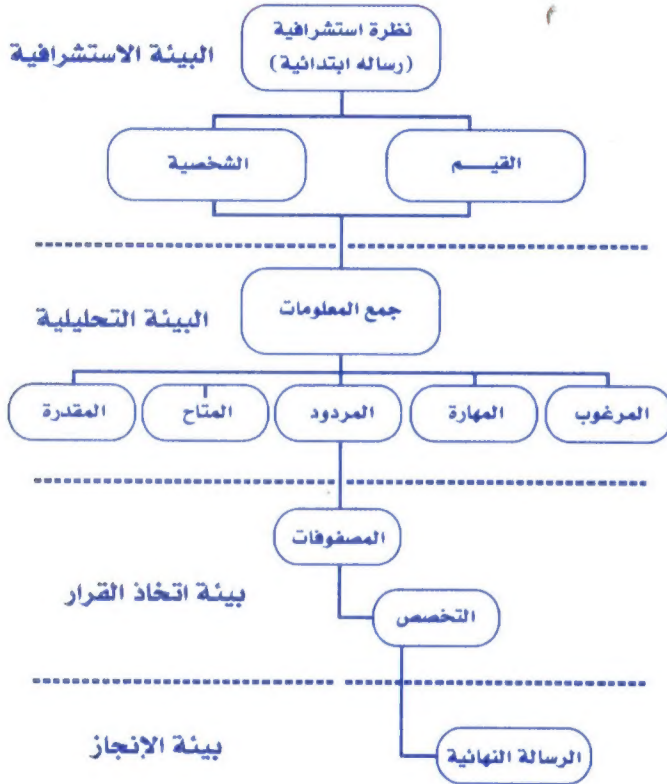 نظرة استشرافية
(رساله ابتدائية)
البيئة الاستشرافية
القيـــم
الشخصية
جمع المعلومات
البيئة التحليلية
المرغوب
المهارة
المردود
المتاح
المقدرة
المصفوفات
بيئة اتخاذ القرار
التخصص
الرسالة النهائية
بيئة الإنجاز